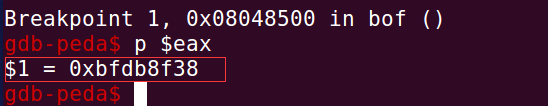 Breakpoint 1, 0x08048500 in bof ()
gdb-peda$ p $eax
$1 = 0xbfdb8f38
gdb-peda$